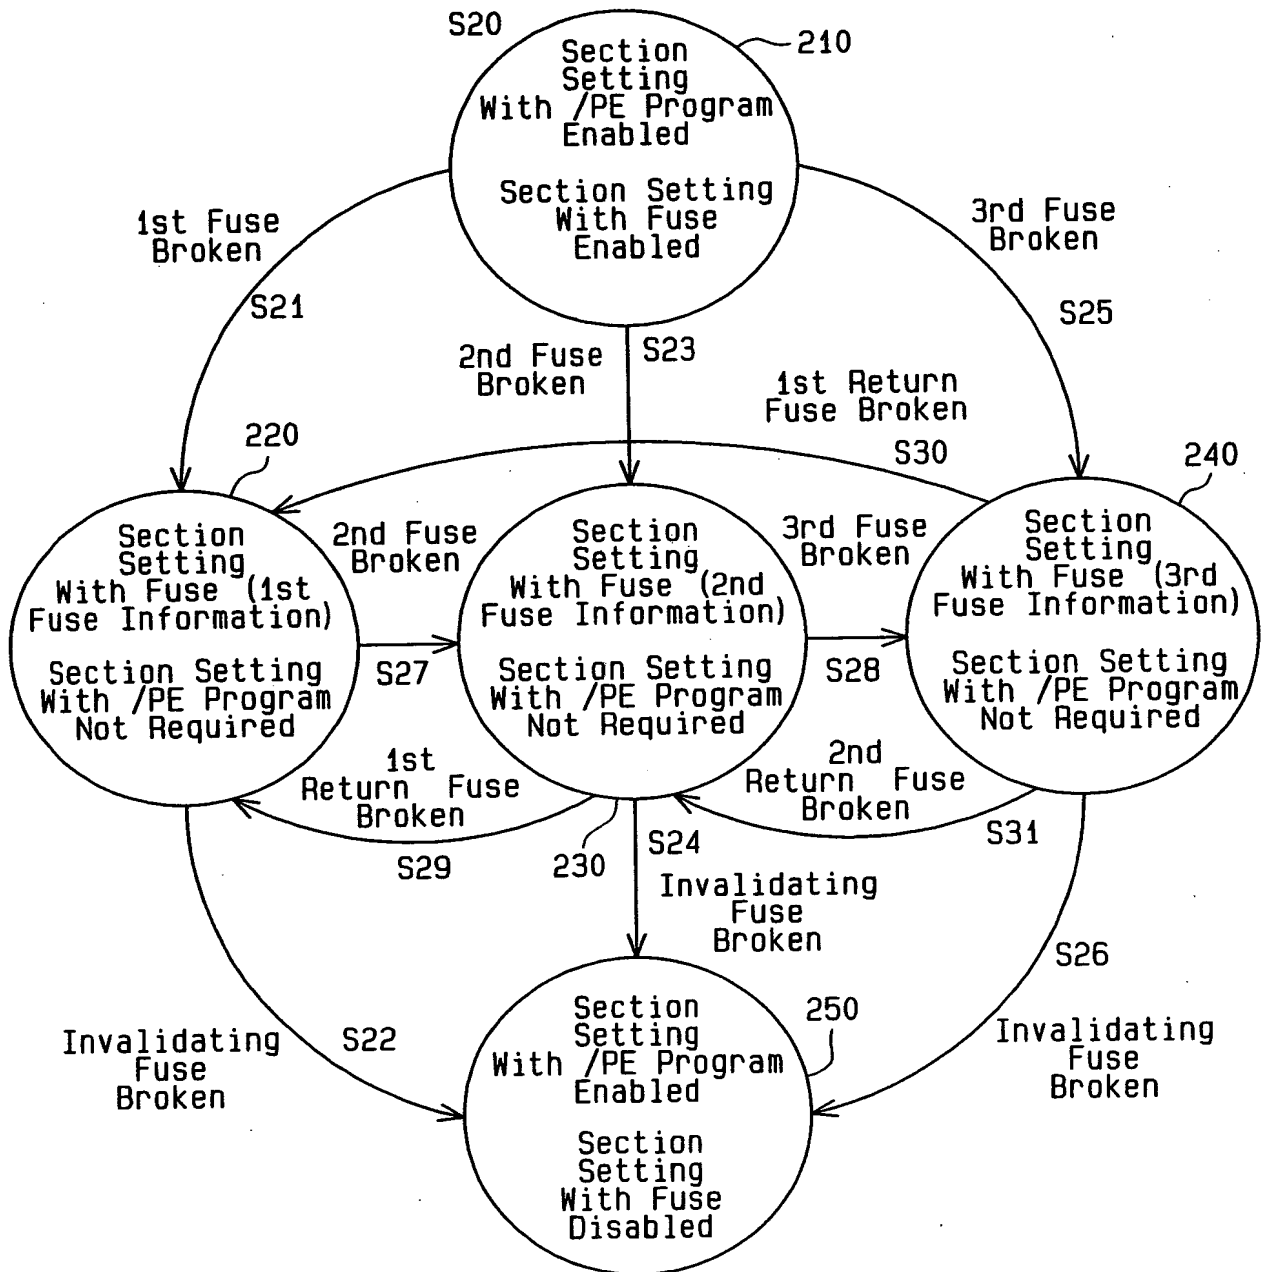 S20
210
Section
Setting
With /PE Program
Enabled
Section Setting
With Fuse
Enabled
1st Fuse
Broken
S21
3rd Fuse
Broken
S25
2nd Fuse
Broken
S23
1st Return
Fuse Broken
S30
220
240
Section
Setting
With Fuse (1st
Fuse Information)
Section Setting
With /PE Program
Not Required
2nd Fuse
Broken
S27
Section
Setting
With Fuse (2nd
Fuse Information)
Section Setting
With /PE Program
Not Required
3rd Fuse
Broken
S28
Section
Setting
With Fuse (3rd
Fuse Information)
Section Setting
With /PE Program
Not Required
1st
Return Fuse
Broken
S29
230
S24
2nd
Return Fuse
Broken
S31
Invalidating
Fuse
Broken
S26
Invalidating
Fuse
Broken
S22
250
Invalidating
Fuse
Broken
Section
Setting
With /PE Program
Enabled
Section
Setting
With Fuse
Disabled